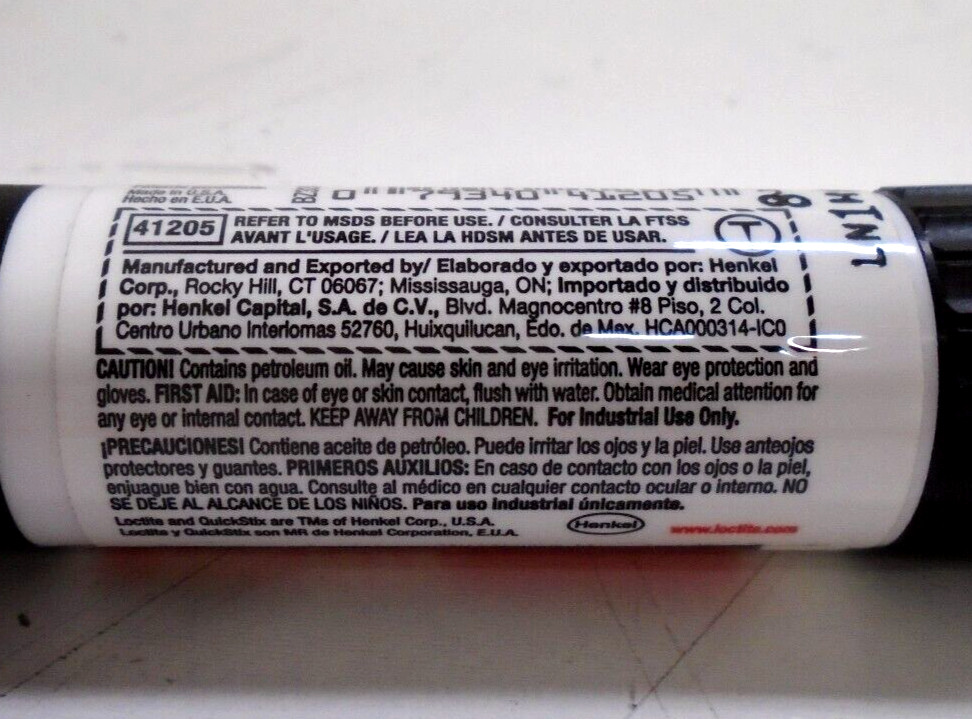 Made in U.S.A.
Hecho en E.U.A.
0 79340 41205
41205
REFER TO MSDS BEFORE USE. / CONSULTER LA FTSS
AVANT L'USAGE. / LEA LA HDSM ANTES DE USAR.
T
LN1
Manufactured and Exported by/ Elaborado y exportado por: Henkel
Corp., Rocky Hill, CT 06067; Mississauga, ON; Importado y distribuido
por: Henkel Capital, S.A. de C.V., Blvd. Magnocentro #8 Piso, 2 Col.
Centro Urbano Interlomas 52760, Huixquilucan, Edo. de Mex. HCA000314-IC0
CAUTION! Contains petroleum oil. May cause skin and eye irritation. Wear eye protection and
gloves. FIRST AID: In case of eye or skin contact, flush with water. Obtain medical attention for
any eye or internal contact. KEEP AWAY FROM CHILDREN. For Industrial Use Only.
¡PRECAUCIONES! Contiene aceite de petróleo. Puede irritar los ojos y la piel. Use anteojos
protectores y guantes. PRIMEROS AUXILIOS: En caso de contacto con los ojos o la piel,
enjuague bien con agua. Consulte al médico en cualquier contacto ocular o interno. NO
SE DEJE AL ALCANCE DE LOS NIÑOS. Para uso industrial únicamente.
Loctite and QuickStix are TMs of Henkel Corp., U.S.A.
Loctite y QuickStix son MR de Henkel Corporation, E.U.A.
Henkel
www.loctite.com